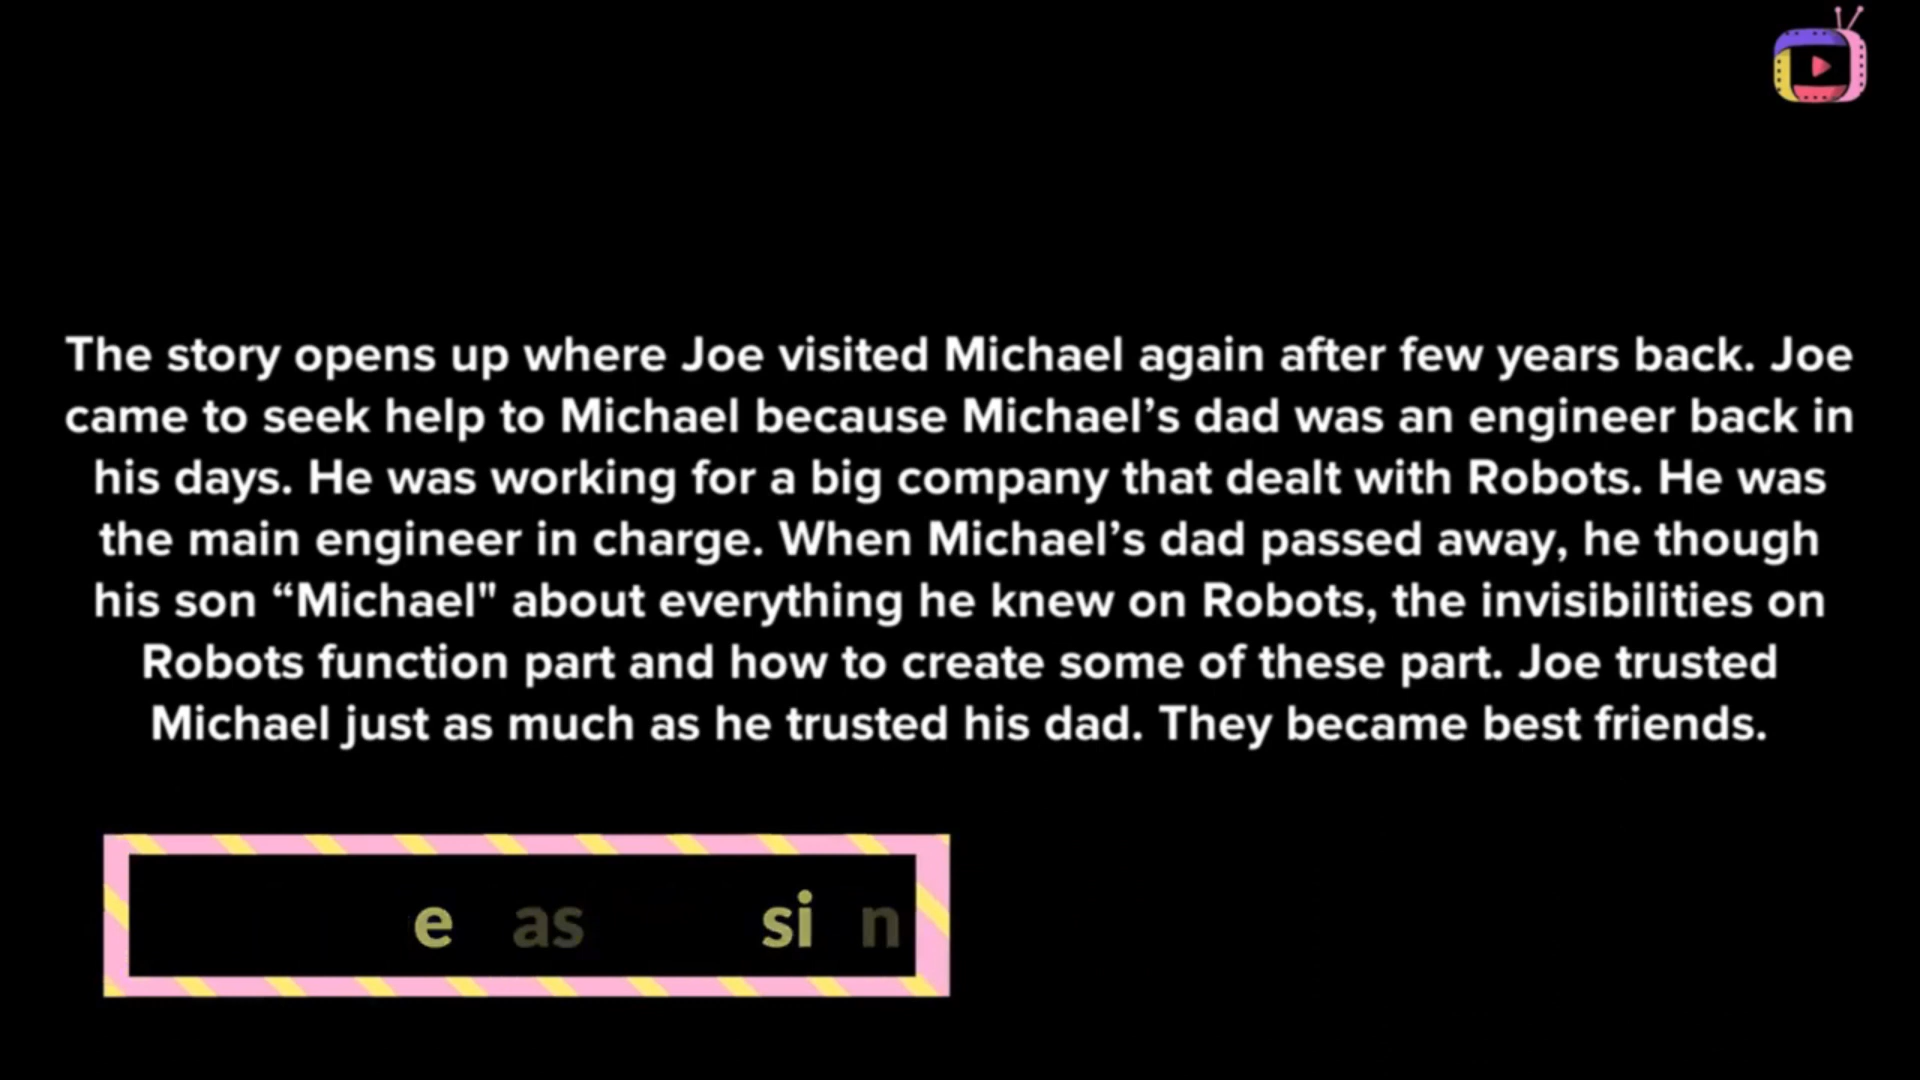 The story opens up where Joe visited Michael again after few years back. Joe
came to seek help to Michael because Michael’s dad was an engineer back in
his days. He was working for a big company that dealt with Robots. He was
the main engineer in charge. When Michael’s dad passed away, he though
his son “Michael" about everything he knew on Robots, the invisibilities on
Robots function part and how to create some of these part. Joe trusted
Michael just as much as he trusted his dad. They became best friends.
e as si n